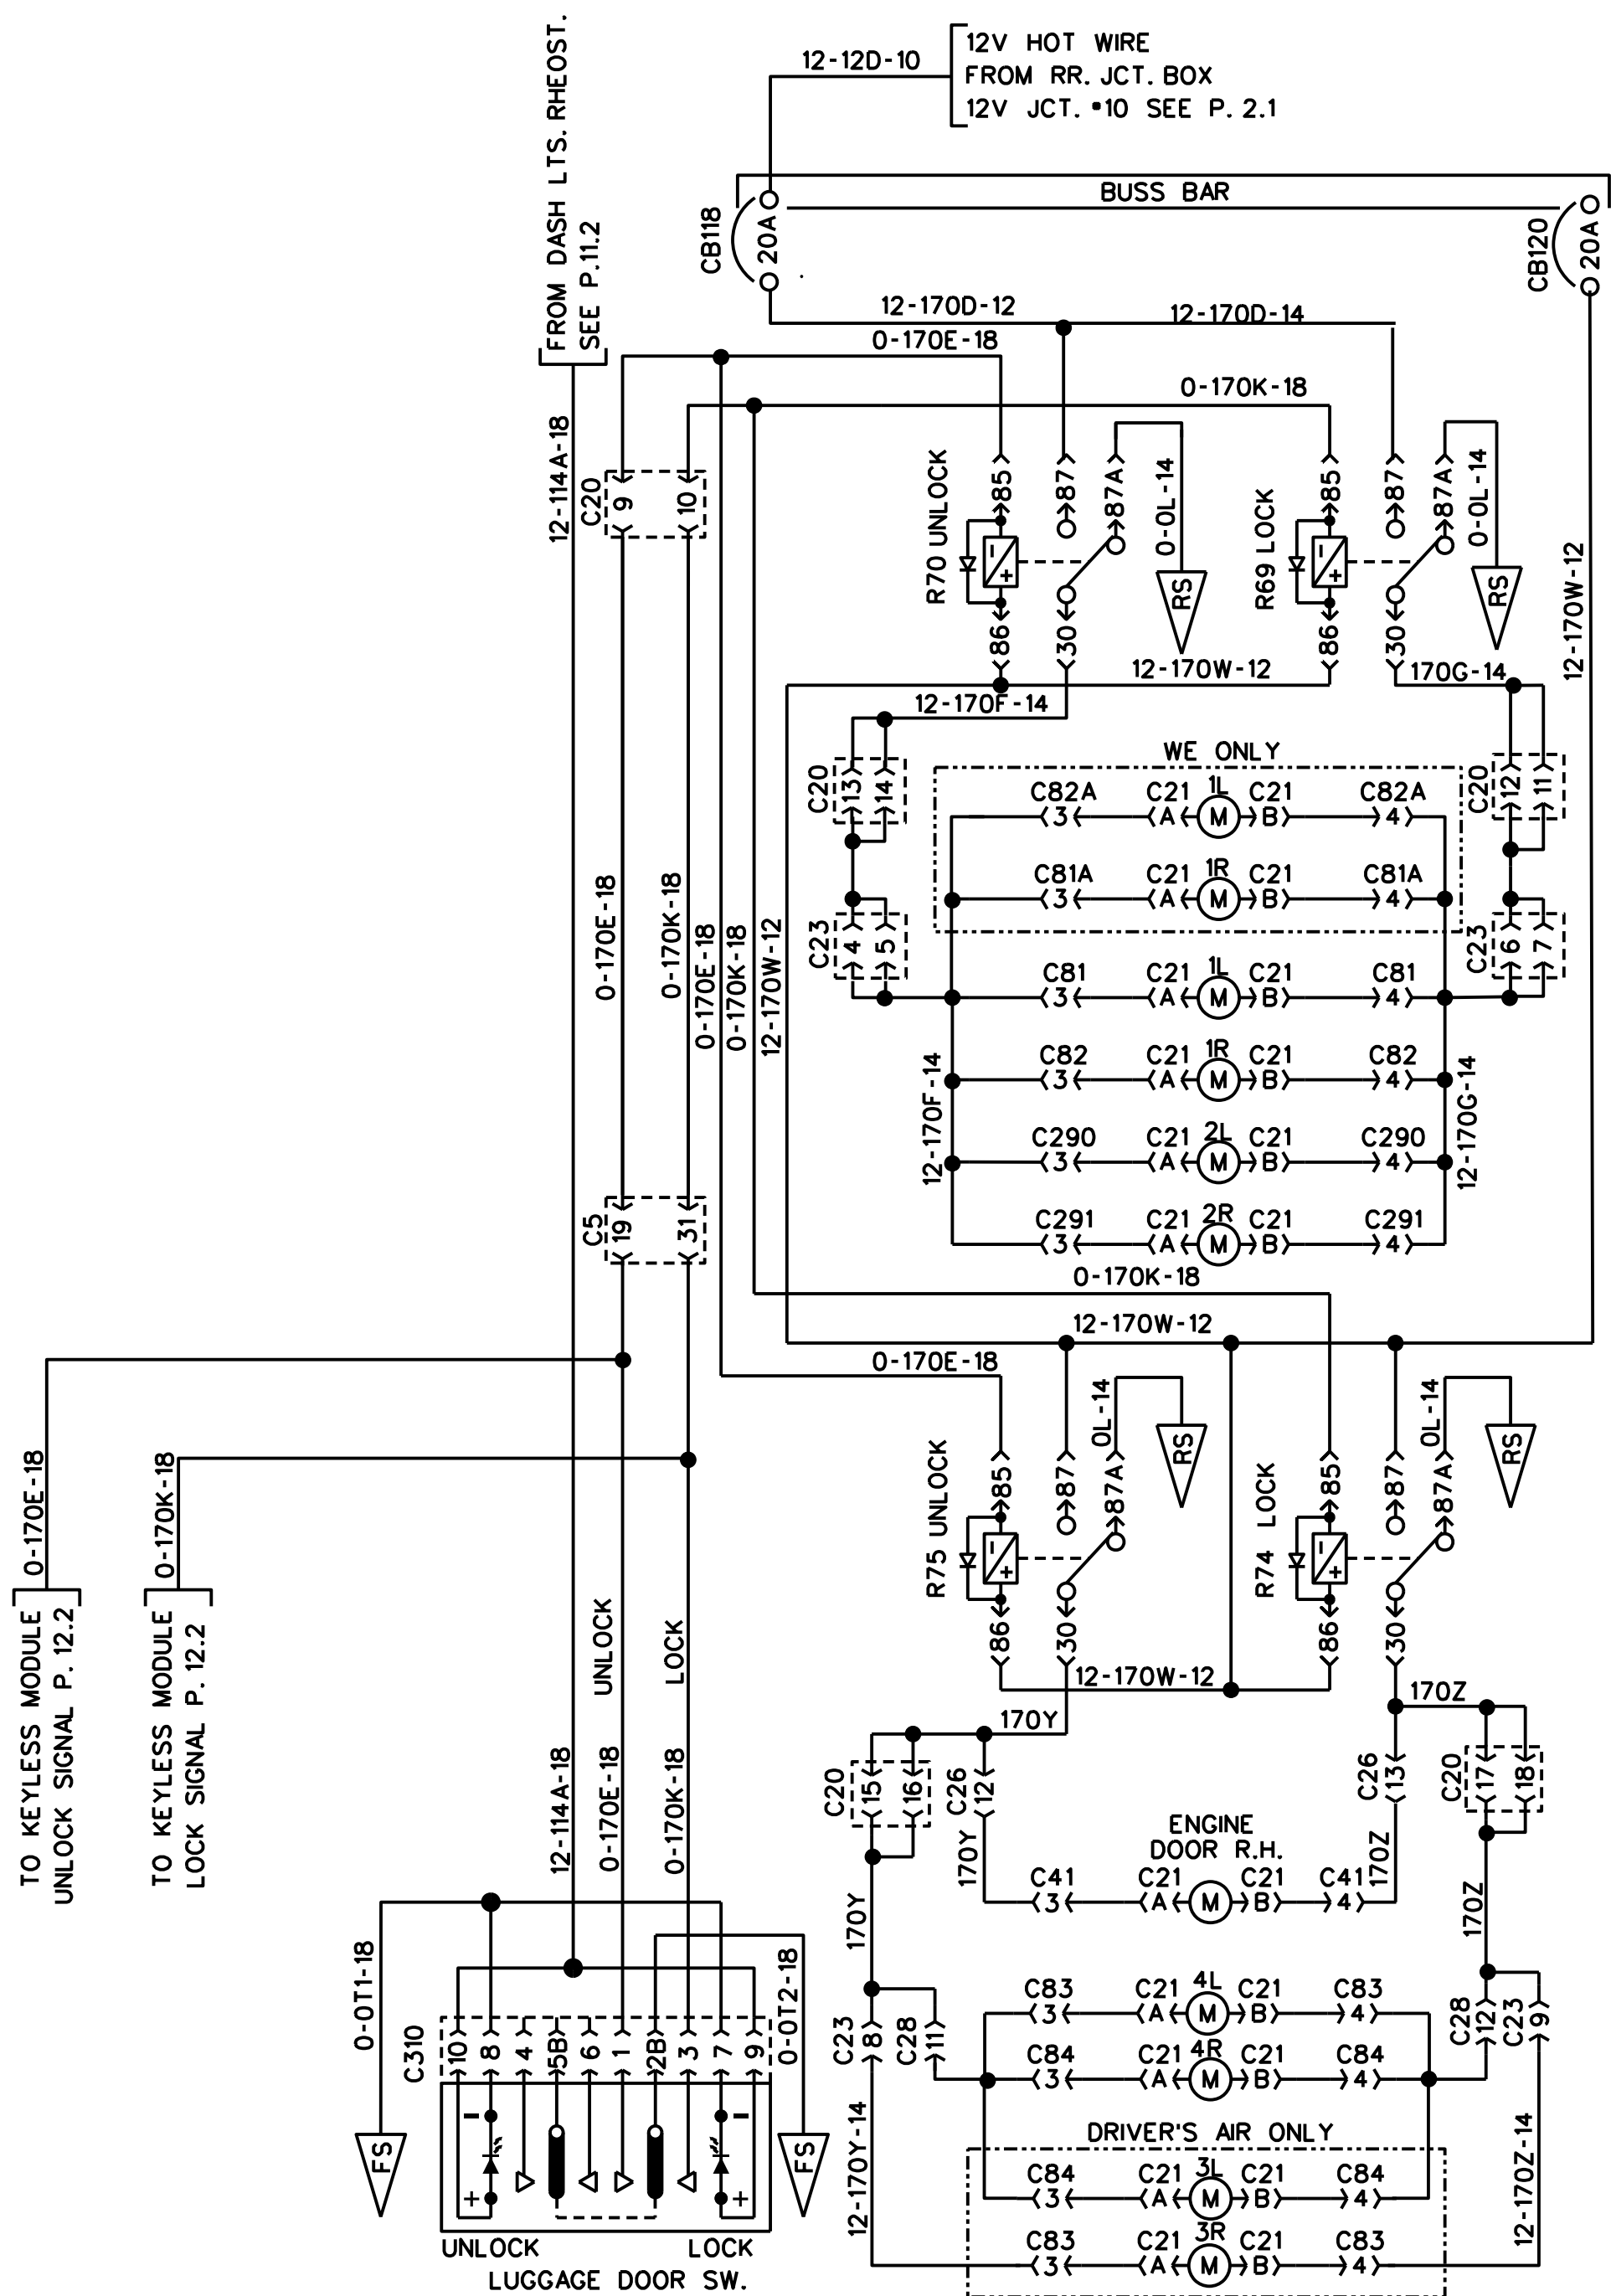 12-12D-10
12V HOT WIRE
FROM RR. JCT. BOX
12V JCT. #10 SEE P. 2.1
FROM DASH LTS. RHEOST.
SEE P.11.2
BUSS BAR
CB118
20A
CB120
20A
12-170D-12
12-170D-14
0-170E-18
0-170K-18
12-114A-18
C20
9
10
R70 UNLOCK
85
87
87A
0-0L-14
RS
86
30
R69 LOCK
85
87
87A
0-0L-14
RS
86
30
12-170W-12
12-170W-12
170G-14
12-170F-14
WE ONLY
C20
13
14
C20
12
11
C82A
C21
1L
C21
C82A
3
A
M
B
4
C81A
C21
1R
C21
C81A
3
A
M
B
4
C23
4
5
C23
6
7
0-170E-18
0-170K-18
0-170E-18
0-170K-18
12-170W-12
C81
C21
1L
C21
C81
3
A
M
B
4
C82
C21
1R
C21
C82
3
A
M
B
4
12-170F-14
12-170G-14
C290
C21
2L
C21
C290
3
A
M
B
4
C291
C21
2R
C21
C291
3
A
M
B
4
C5
19
31
0-170K-18
12-170W-12
0-170E-18
0-170E-18
0-170K-18
R75 UNLOCK
85
87
87A
0L-14
RS
86
30
R74 LOCK
85
87
87A
0L-14
RS
86
30
TO KEYLESS MODULE
UNLOCK SIGNAL P. 12.2
TO KEYLESS MODULE
LOCK SIGNAL P. 12.2
UNLOCK
LOCK
12-170W-12
170Y
170Z
12-114A-18
0-170E-18
0-170K-18
C20
15
16
C26
12
C26
13
C20
17
18
ENGINE
DOOR R.H.
170Y
170Y
170Z
170Z
C41
C21
C21
C41
3
A
M
B
4
0-0T1-18
0-0T2-18
C310
10
8
4
5B
6
1
2B
3
7
9
C23
8
C28
11
C28
12
C23
9
C83
C21
4L
C21
C83
3
A
M
B
4
C84
C21
4R
C21
C84
3
A
M
B
4
DRIVER'S AIR ONLY
12-170Y-14
12-170Z-14
C84
C21
3L
C21
C84
3
A
M
B
4
C83
C21
3R
C21
C83
3
A
M
B
4
FS
FS
UNLOCK
LOCK
LUGGAGE DOOR SW.